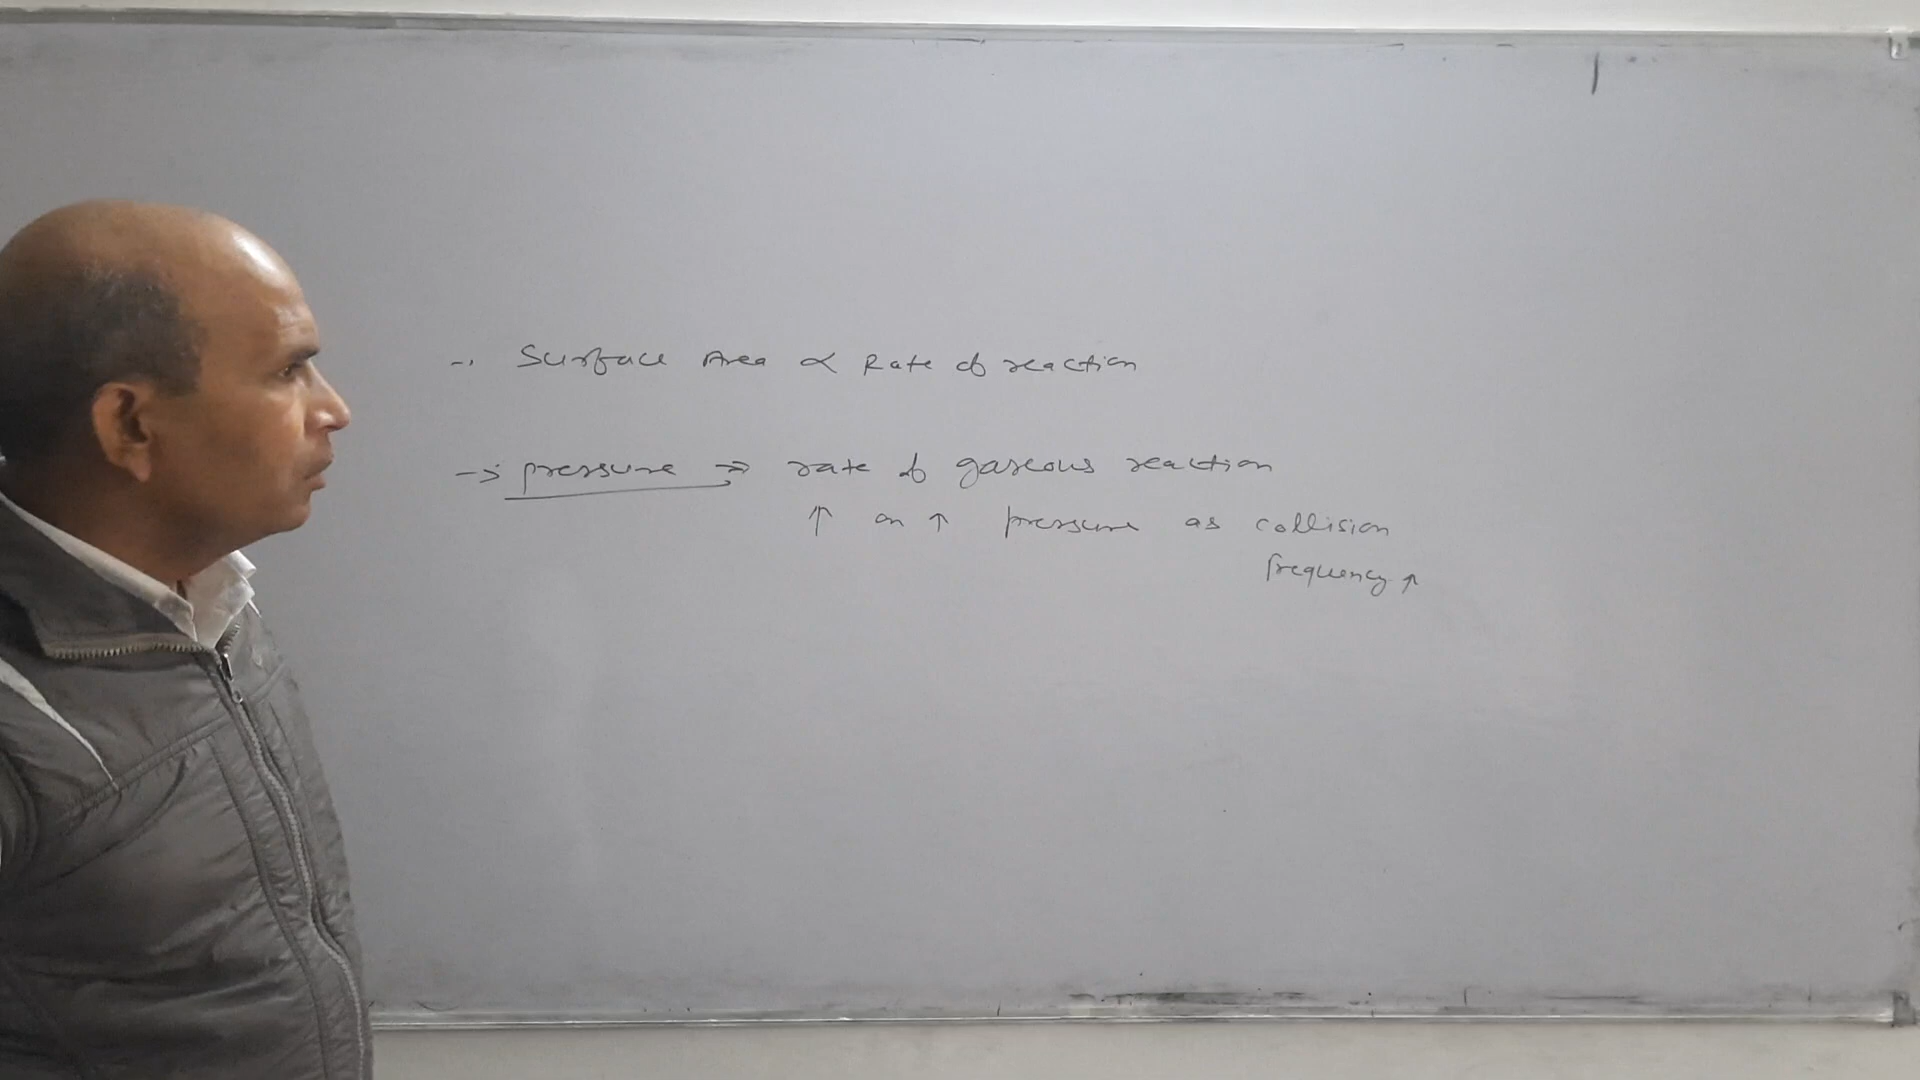 -, Surface Area ∝ Rate of reaction
-> pressure => rate of gaseous reaction
↑ on ↑ pressure as collision
frequency ↑